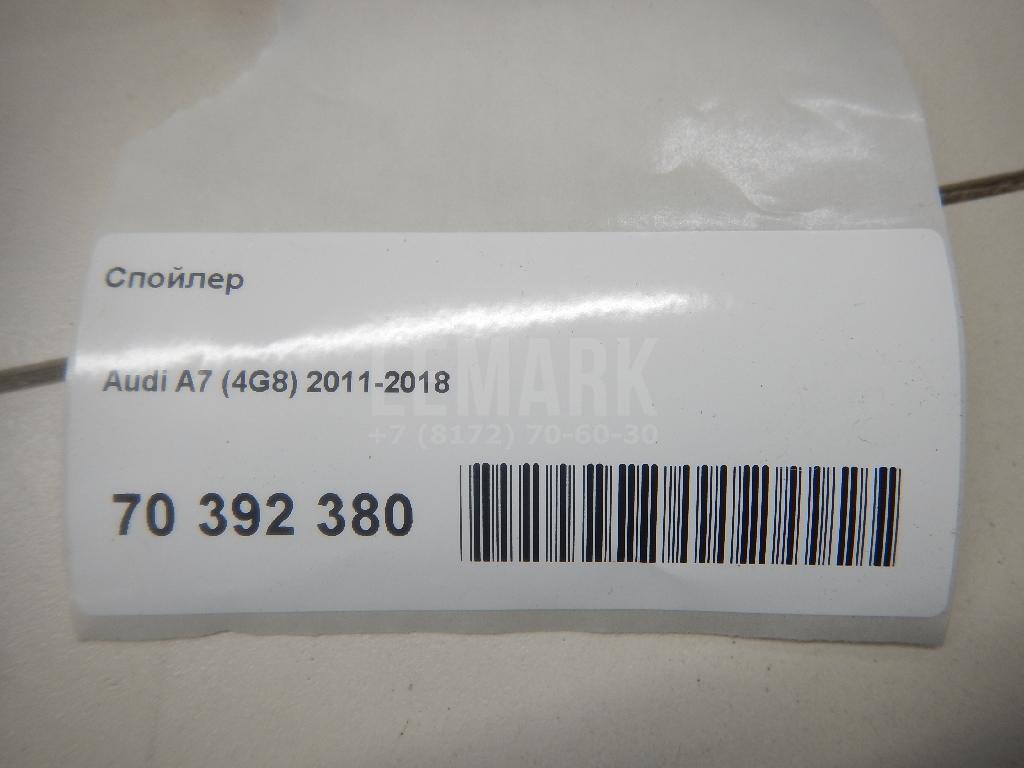 Спойлер
LEMARK
Audi A7 (4G8) 2011-2018
+7 (8172) 70-60-30
70 392 380